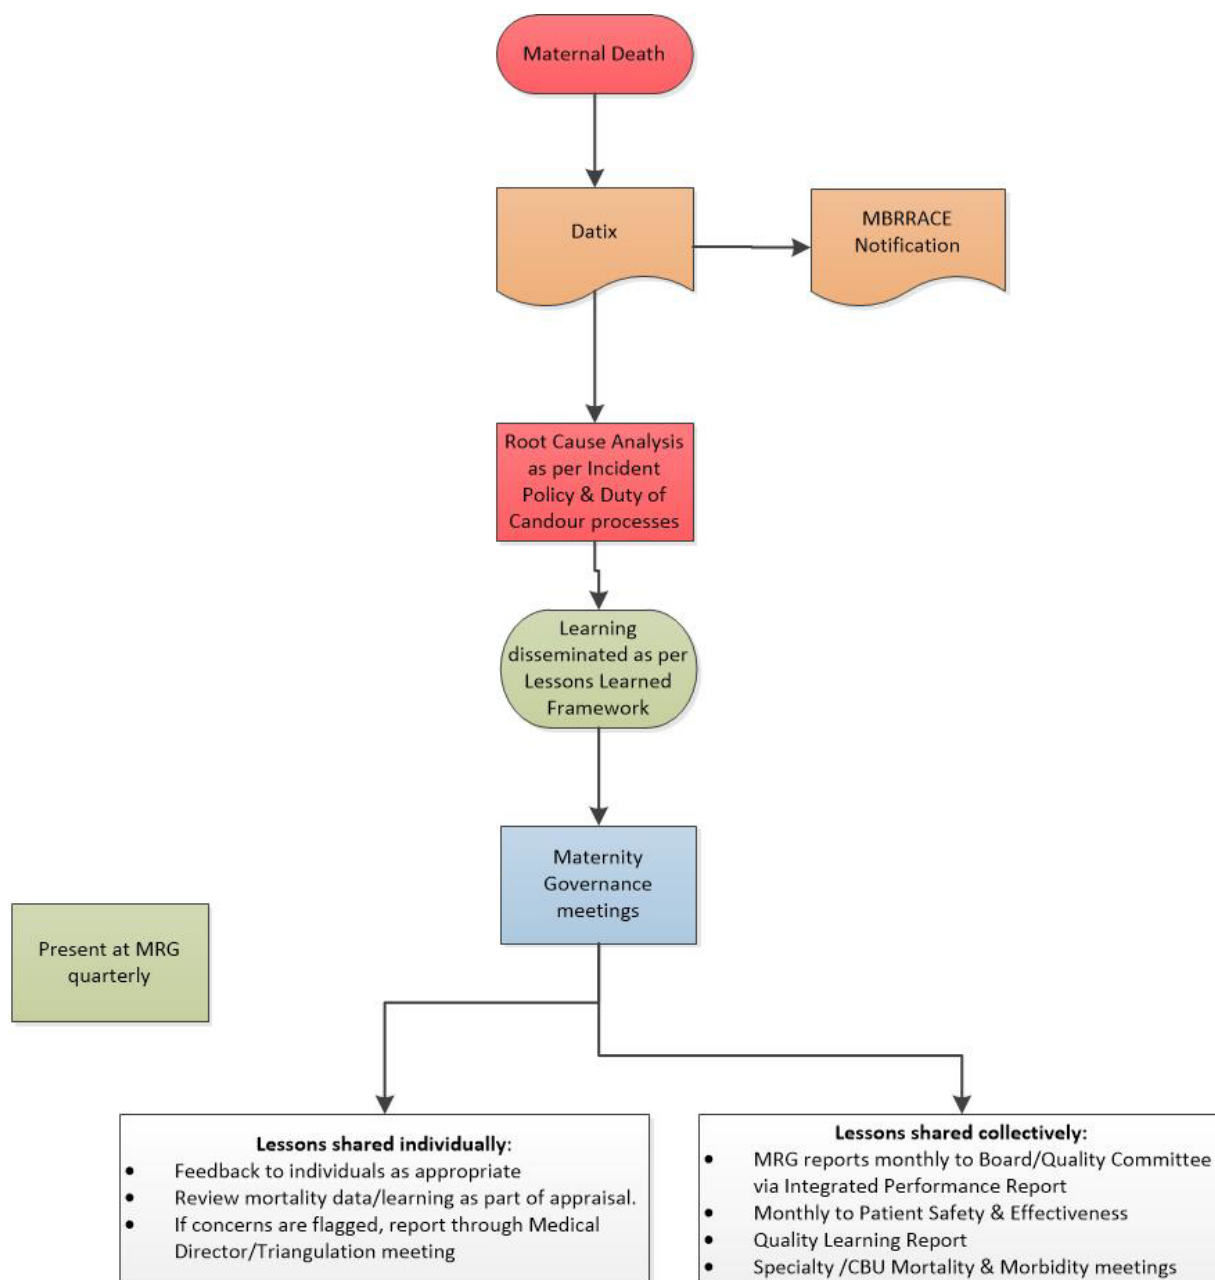 Maternal Death
Datix
MBRRACE
Notification
Root Cause Analysis
as per Incident
Policy & Duty of
Candour processes
Learning
disseminated as per
Lessons Learned
Framework
Maternity
Governance
meetings
Present at MRG
quarterly
Lessons shared individually:
• Feedback to individuals as appropriate
• Review mortality data/learning as part of appraisal.
• If concerns are flagged, report through Medical
Director/Triangulation meeting
Lessons shared collectively:
• MRG reports monthly to Board/Quality Committee
via Integrated Performance Report
• Monthly to Patient Safety & Effectiveness
• Quality Learning Report
• Specialty /CBU Mortality & Morbidity meetings